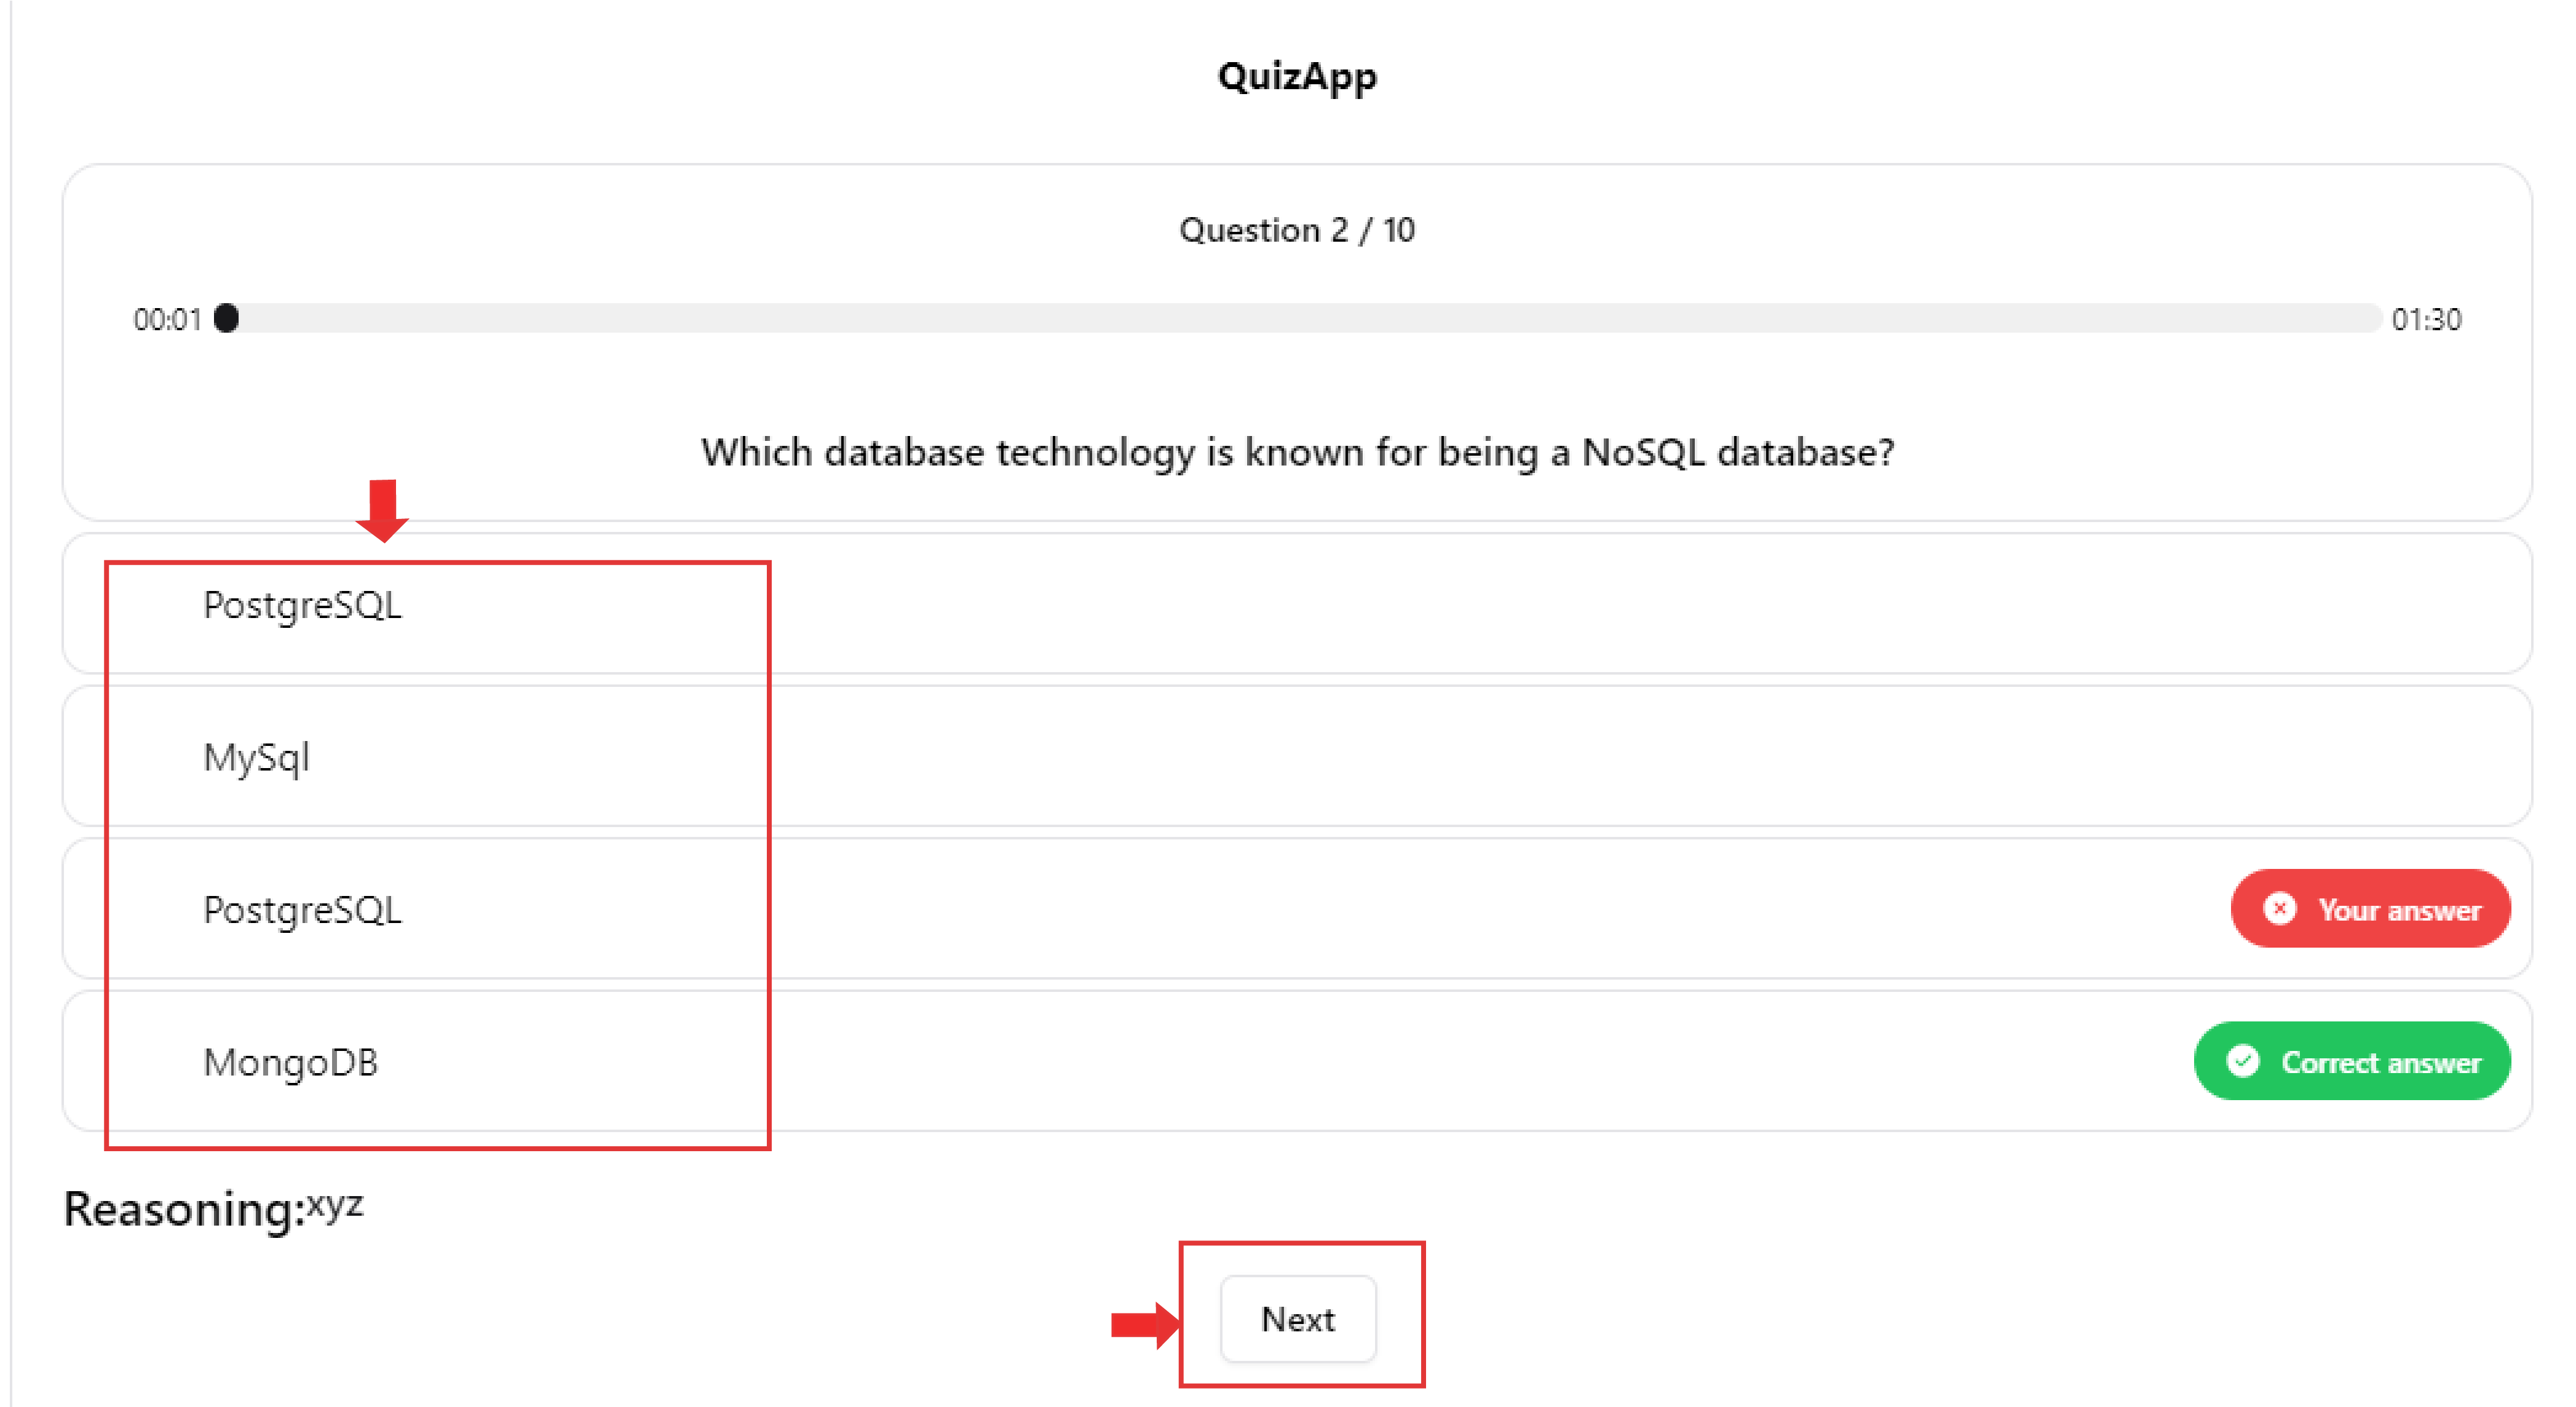 QuizApp
Question 2 / 10
00:01 01:30
Which database technology is known for being a NoSQL database?
PostgreSQL
MySql
PostgreSQL Your answer
MongoDB Correct answer
Reasoning:xyz
Next